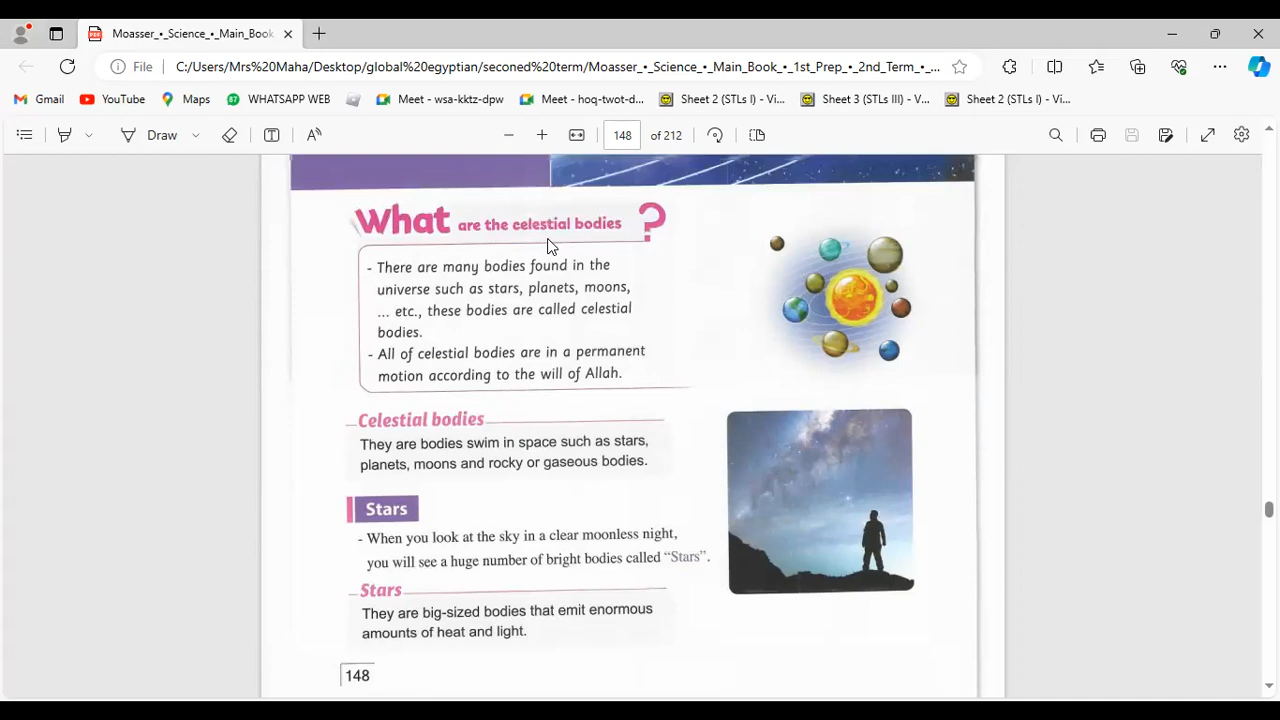 Moasser_•_Science_•_Main_Book
File
C:/Users/Mrs%20Maha/Desktop/global%20egyptian/seconed%20term/Moasser_•_Science_•_Main_Book_•_1st_Prep_•_2nd_Term_•_...
Gmail
YouTube
Maps
87
WHATSAPP WEB
Meet - wsa-kktz-dpw
Meet - hoq-twot-d...
Sheet 2 (STLs I) - Vi...
Sheet 3 (STLs III) - V...
Sheet 2 (STLs I) - Vi...
Draw
148
of 212
What are the celestial bodies ?
- There are many bodies found in the
universe such as stars, planets, moons,
... etc., these bodies are called celestial
bodies.
- All of celestial bodies are in a permanent
motion according to the will of Allah.
Celestial bodies
They are bodies swim in space such as stars,
planets, moons and rocky or gaseous bodies.
Stars
- When you look at the sky in a clear moonless night,
you will see a huge number of bright bodies called “Stars”.
Stars
They are big-sized bodies that emit enormous
amounts of heat and light.
148